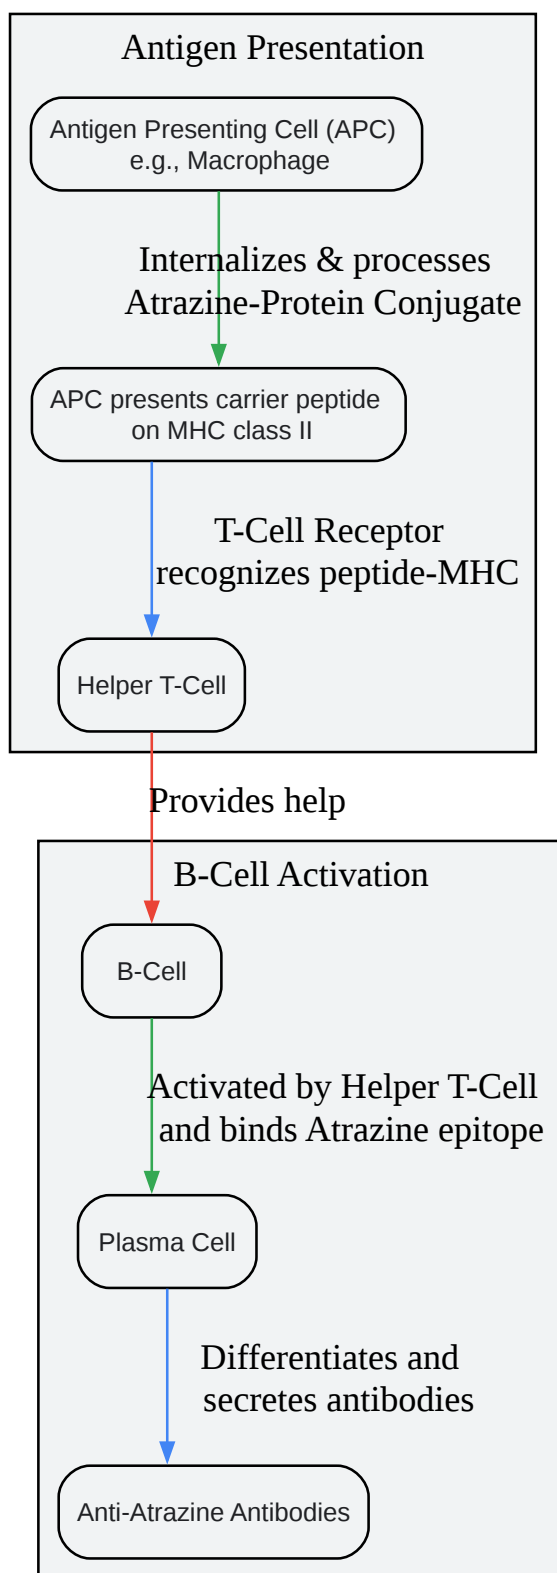 Antigen Presentation
Antigen Presenting Cell (APC)
e.g., Macrophage
Internalizes & processes
Atrazine-Protein Conjugate
APC presents carrier peptide
on MHC class II
T-Cell Receptor
recognizes peptide-MHC
Helper T-Cell
Provides help
B-Cell Activation
B-Cell
Activated by Helper T-Cell
and binds Atrazine epitope
Plasma Cell
Differentiates and
secretes antibodies
Anti-Atrazine Antibodies